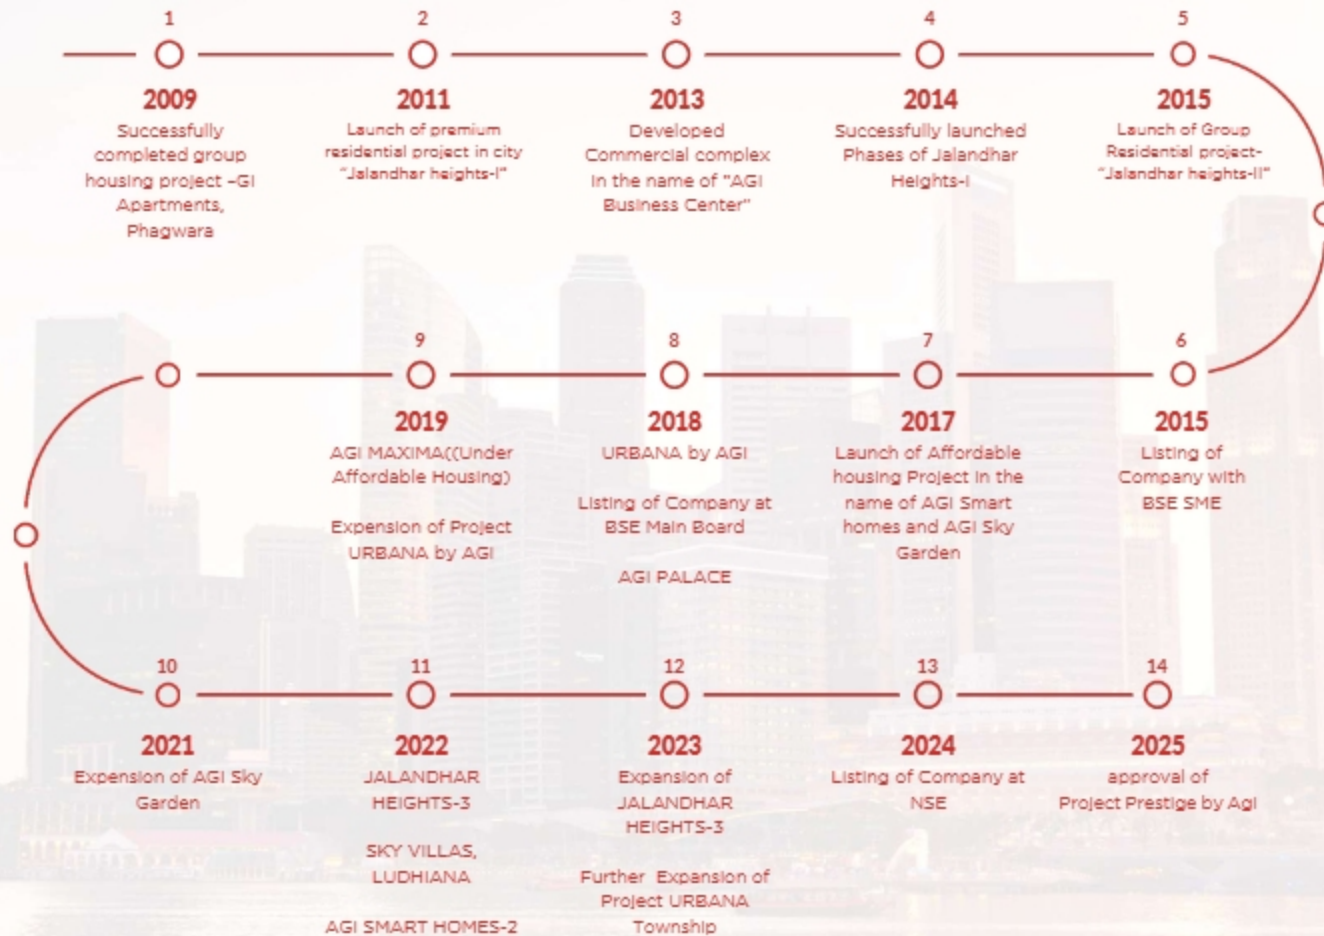 1
2009
Successfully
completed group
housing project –GI
Apartments,
Phagwara
2
2011
Launch of premium
residential project in city
“Jalandhar heights-I”
3
2013
Developed
Commercial complex
in the name of "AGI
Business Center"
4
2014
Successfully launched
Phases of Jalandhar
Heights-I
5
2015
Launch of Group
Residential project-
“Jalandhar heights-II”
6
2015
Listing of
Company with
BSE SME
7
2017
Launch of Affordable
housing Project in the
name of AGI Smart
homes and AGI Sky
Garden
8
2018
URBANA by AGI
Listing of Company at
BSE Main Board
AGI PALACE
9
2019
AGI MAXIMA((Under
Affordable Housing)
Expension of Project
URBANA by AGI
10
2021
Expension of AGI Sky
Garden
11
2022
JALANDHAR
HEIGHTS-3
SKY VILLAS,
LUDHIANA
AGI SMART HOMES-2
12
2023
Expansion of
JALANDHAR
HEIGHTS-3
Further Expansion of
Project URBANA
Township
13
2024
Listing of Company at
NSE
14
2025
approval of
Project Prestige by Agi